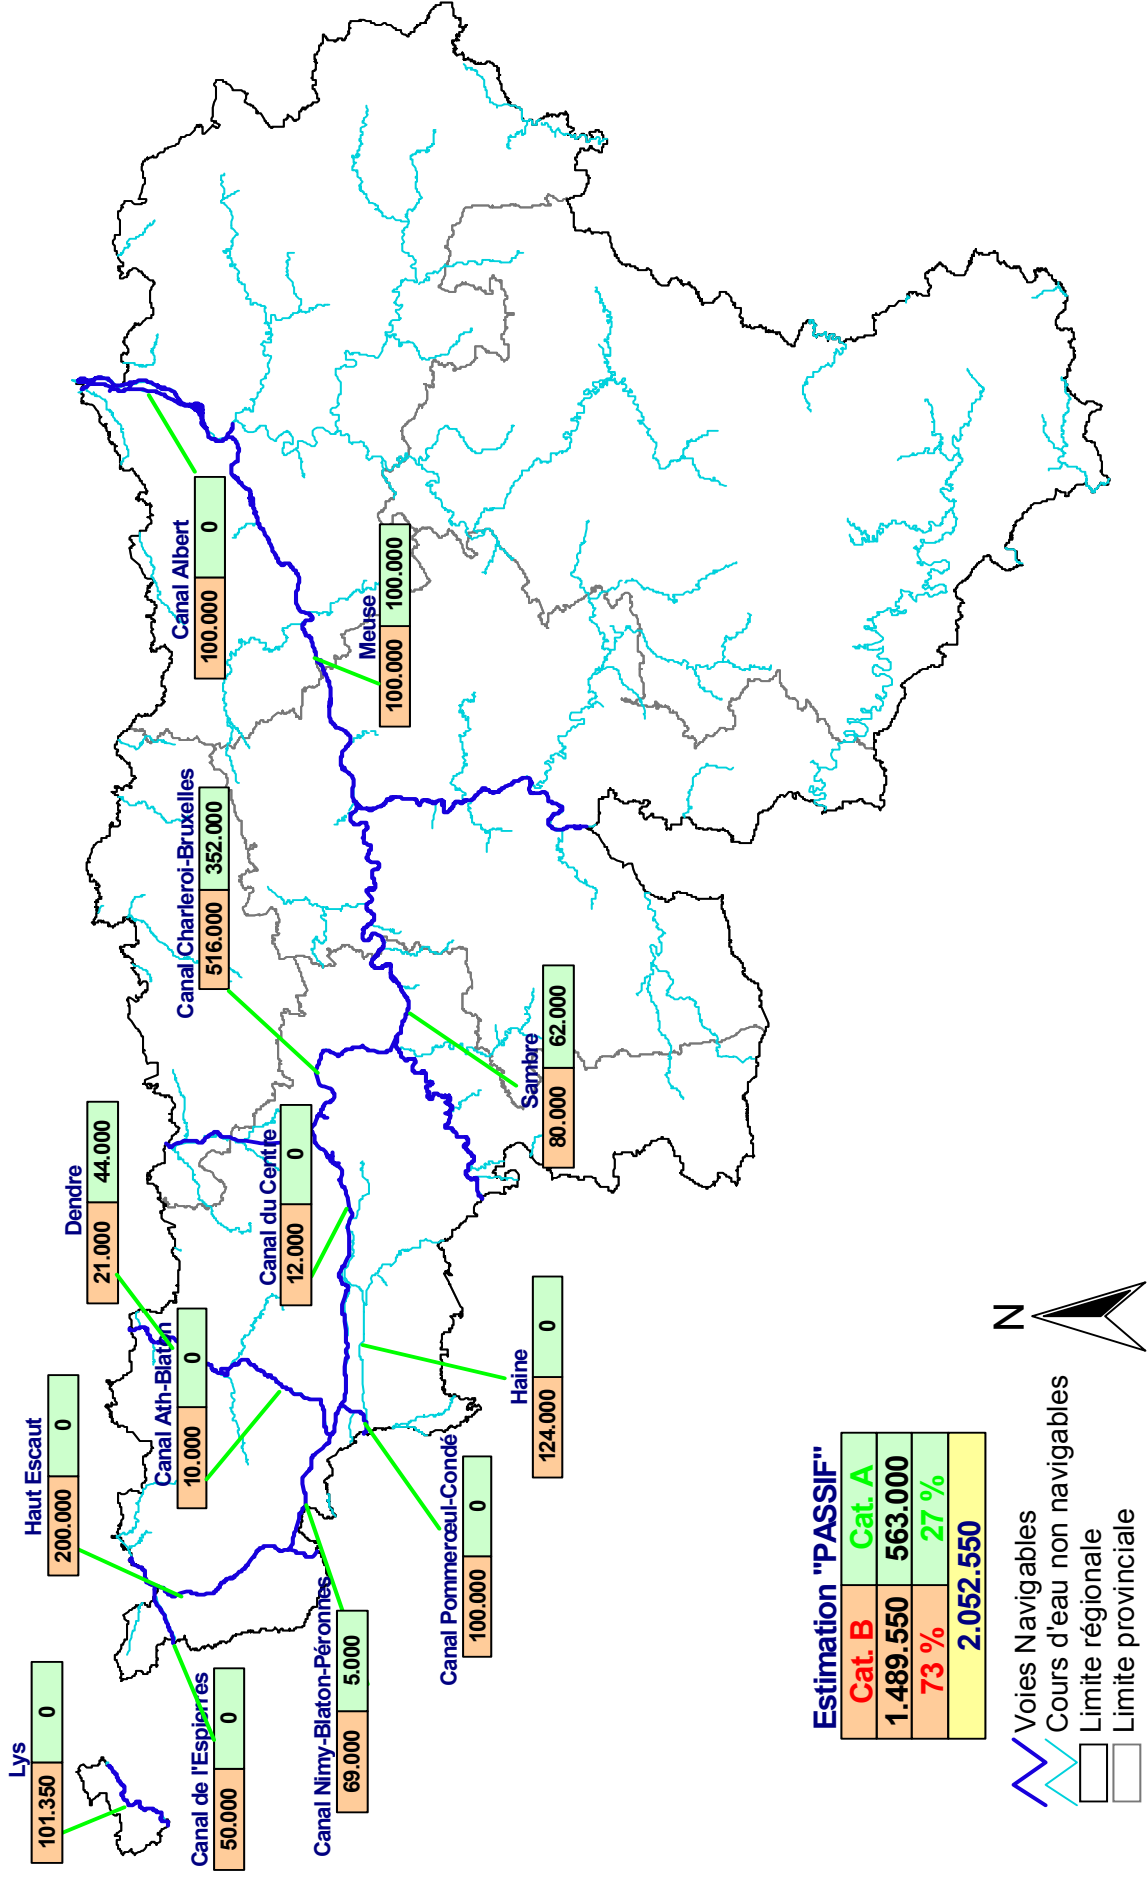 Lys
101.350 0
Canal de l'Espierres
50.000 0
Haut Escaut
200.000 0
Canal Nimy-Blaton-Péronnes
69.000 5.000
Canal Ath-Blaton
10.000 0
Dendre
21.000 44.000
Canal Pommerœul-Condé
100.000 0
Haine
124.000 0
Canal du Centre
12.000 0
Canal Charleroi-Bruxelles
516.000 352.000
Sambre
80.000 62.000
Meuse
100.000 100.000
Canal Albert
100.000 0
Estimation "PASSIF"
Cat. B Cat. A
1.489.550 563.000
73 % 27 %
2.052.550
N
Voies Navigables
Cours d'eau non navigables
Limite régionale
Limite provinciale